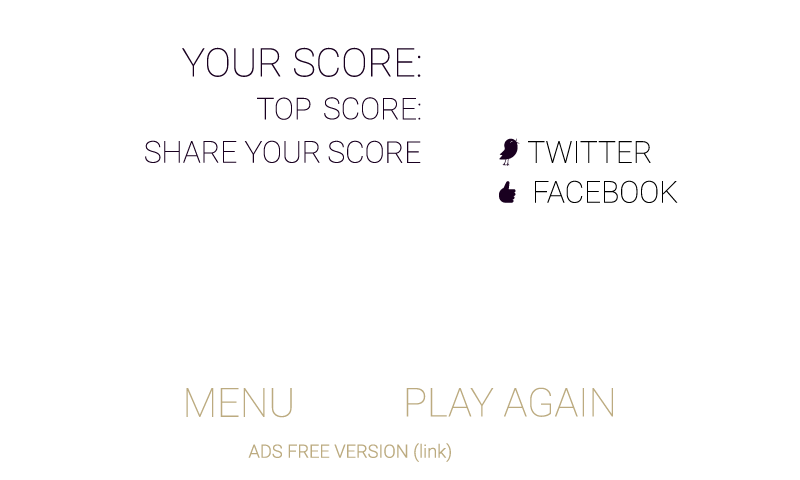 YOUR SCORE:
TOP SCORE:
SHARE YOUR SCORE
TWITTER
FACEBOOK
MENU
PLAY AGAIN
ADS FREE VERSION (link)